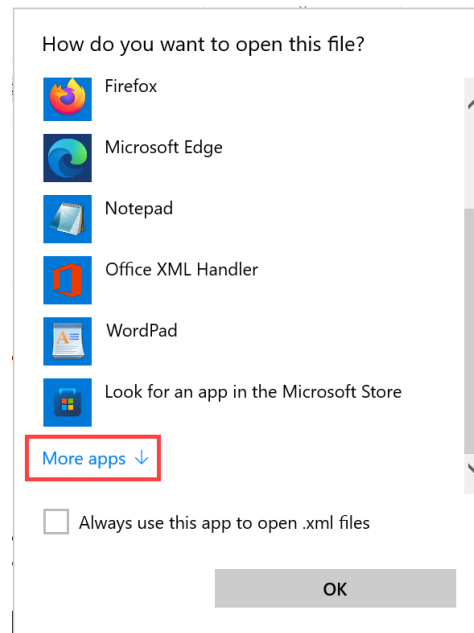 How do you want to open this file?
Firefox
Microsoft Edge
Notepad
Office XML Handler
WordPad
Look for an app in the Microsoft Store
More apps ↓
Always use this app to open .xml files
OK